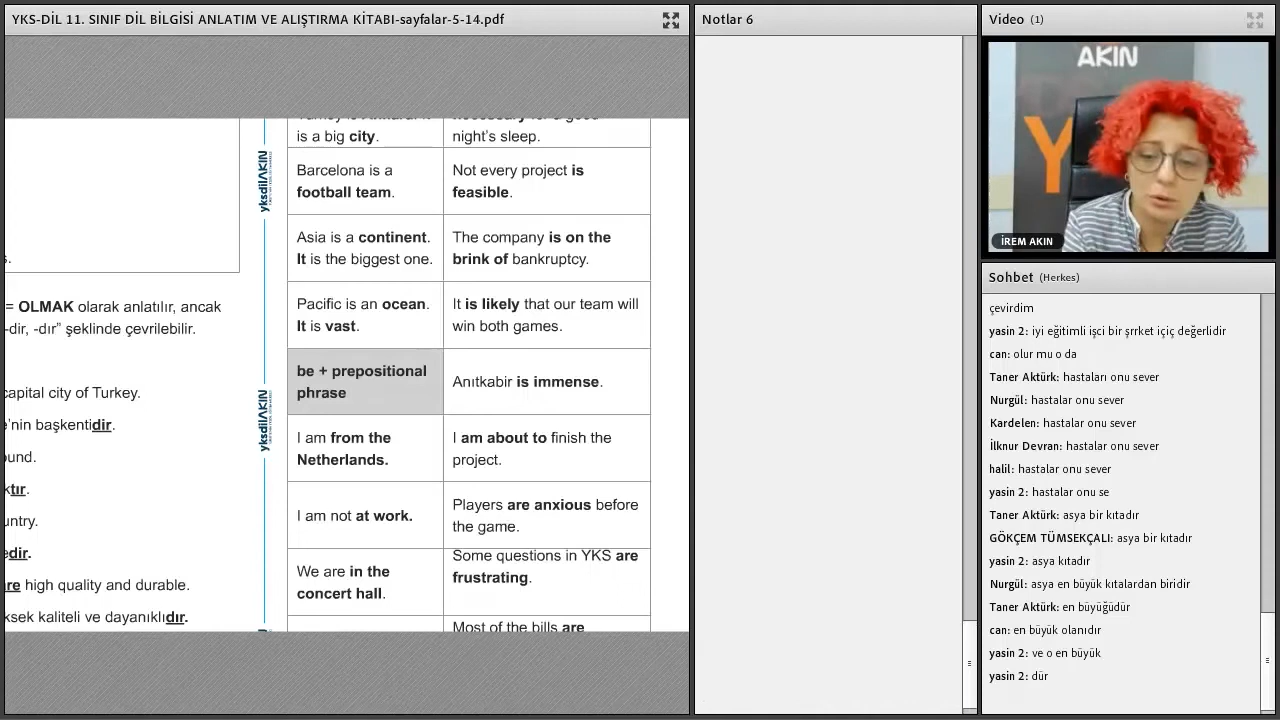 YKS-DİL 11. SINIF DİL BİLGİSİ ANLATIM VE ALIŞTIRMA KİTABI-sayfalar-5-14.pdf
s.
= OLMAK olarak anlatılır, ancak
-dir, -dır” şeklinde çevrilebilir.
capital city of Turkey.
e’nin başkentidir.
ound.
ktır.
untry.
edir.
are high quality and durable.
ksek kaliteli ve dayanıklıdır.
yksdilAKIN
yksdilAKIN
is a big city.
night’s sleep.
Barcelona is a
football team.
Not every project is
feasible.
Asia is a continent.
It is the biggest one.
The company is on the
brink of bankruptcy.
Pacific is an ocean.
It is vast.
It is likely that our team will
win both games.
be + prepositional
phrase
Anıtkabir is immense.
I am from the
Netherlands.
I am about to finish the
project.
I am not at work.
Players are anxious before
the game.
We are in the
concert hall.
Some questions in YKS are
frustrating.
Most of the bills are
Notlar 6
Video (1)
AKIN
Y
İREM AKIN
Sohbet (Herkes)
çevirdim
yasin 2: iyi eğitimli işci bir şrrket içiç değerlidir
can: olur mu o da
Taner Aktürk: hastaları onu sever
Nurgül: hastalar onu sever
Kardelen: hastalar onu sever
İlknur Devran: hastalar onu sever
halil: hastalar onu sever
yasin 2: hastalar onu se
Taner Aktürk: asya bir kıtadır
GÖKÇEM TÜMSEKÇALI: asya bir kıtadır
yasin 2: asya kıtadır
Nurgül: asya en büyük kıtalardan biridir
Taner Aktürk: en büyüğüdür
can: en büyük olanıdır
yasin 2: ve o en büyük
yasin 2: dür